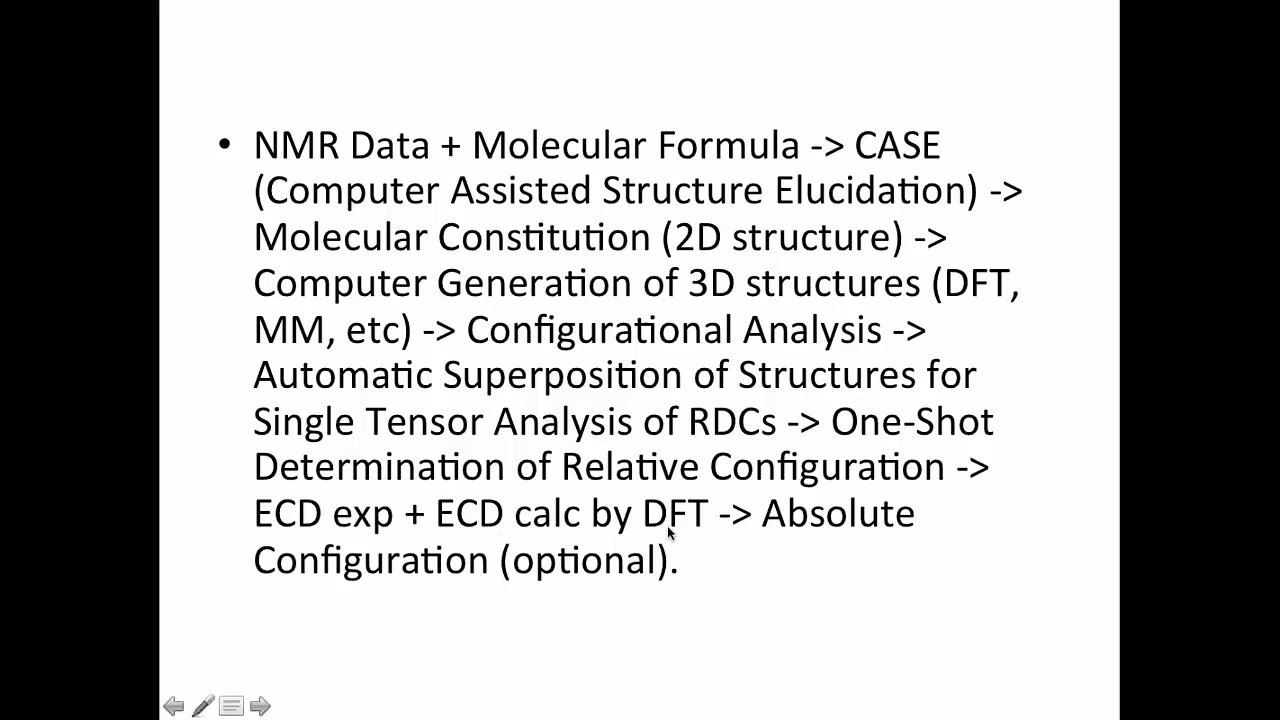 • NMR Data + Molecular Formula -> CASE
(Computer Assisted Structure Elucidation) ->
Molecular Constitution (2D structure) ->
Computer Generation of 3D structures (DFT,
MM, etc) -> Configurational Analysis ->
Automatic Superposition of Structures for
Single Tensor Analysis of RDCs -> One-Shot
Determination of Relative Configuration ->
ECD exp + ECD calc by DFT -> Absolute
Configuration (optional).